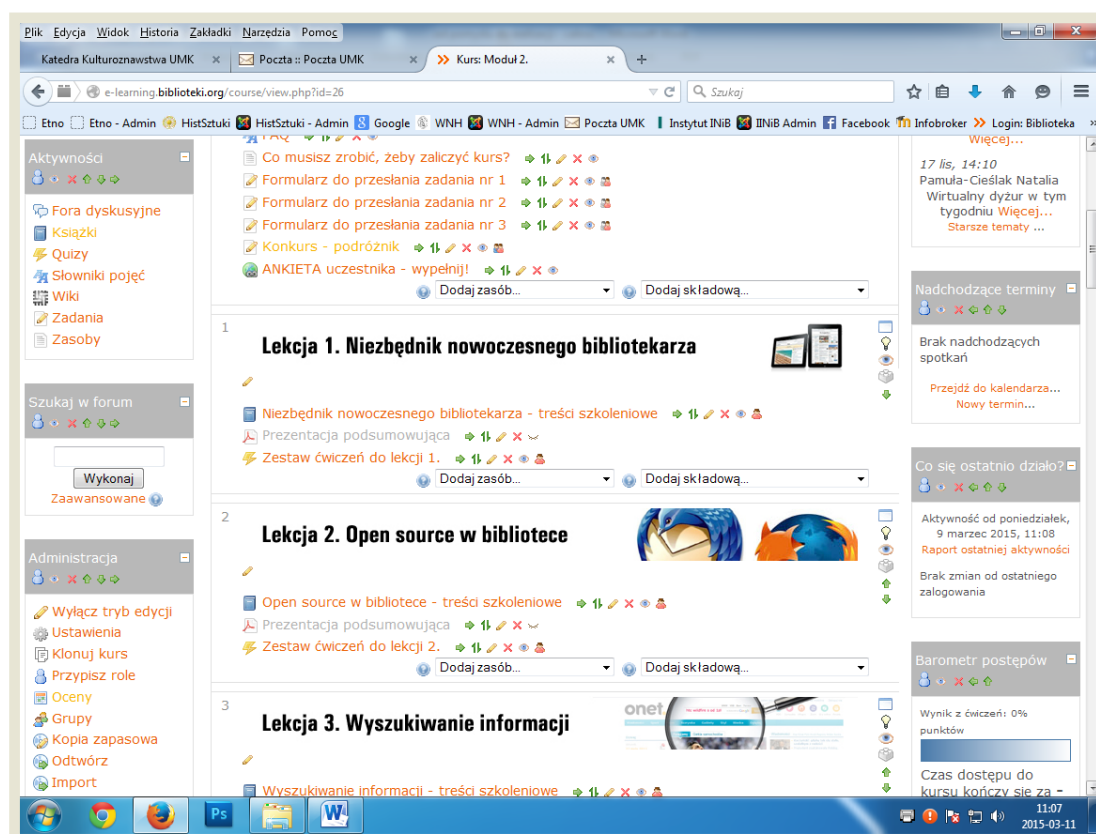 Plik Edycja Widok Historia Zakładki Narzędzia Pomoc
Katedra Kulturoznawstwa UMK × Poczta :: Poczta UMK × Kurs: Moduł 2. × +
e-learning.biblioteki.org/course/view.php?id=26 Szukaj
Etno Etno - Admin HistSztuki HistSztuki - Admin Google WNH WNH - Admin Poczta UMK Instytut INiB IINiB Admin Facebook Infobroker Login: Biblioteka »
Aktywności
Fora dyskusyjne
Książki
Quizy
Słowniki pojęć
Wiki
Zadania
Zasoby
Szukaj w forum
Wykonaj
Zaawansowane
Administracja
Wyłącz tryb edycji
Ustawienia
Klonuj kurs
Przypisz role
Oceny
Grupy
Kopia zapasowa
Odtwórz
Import
FAQ
Co musisz zrobić, żeby zaliczyć kurs?
Formularz do przesłania zadania nr 1
Formularz do przesłania zadania nr 2
Formularz do przesłania zadania nr 3
Konkurs - podróżnik
ANKIETA uczestnika - wypełnij!
Dodaj zasób... Dodaj składową...
1
Lekcja 1. Niezbędnik nowoczesnego bibliotekarza
Niezbędnik nowoczesnego bibliotekarza - treści szkoleniowe
Prezentacja podsumowująca
Zestaw ćwiczeń do lekcji 1.
Dodaj zasób... Dodaj składową...
2
Lekcja 2. Open source w bibliotece
Open source w bibliotece - treści szkoleniowe
Prezentacja podsumowująca
Zestaw ćwiczeń do lekcji 2.
Dodaj zasób... Dodaj składową...
3
Lekcja 3. Wyszukiwanie informacji
onet
Wyszukiwanie informacji - treści szkoleniowe
Więcej...
17 lis, 14:10
Pamuła-Cieślak Natalia
Wirtualny dyżur w tym
tygodniu Więcej...
Starsze tematy ...
Nadchodzące terminy
Brak nadchodzących
spotkań
Przejdź do kalendarza...
Nowy termin...
Co się ostatnio działo?
Aktywność od poniedziałek,
9 marzec 2015, 11:08
Raport ostatniej aktywności
Brak zmian od ostatniego
zalogowania
Barometr postępów
Wynik z ćwiczeń: 0%
punktów
Czas dostępu do
kursu kończy się za -
Ps
W
11:07
2015-03-11